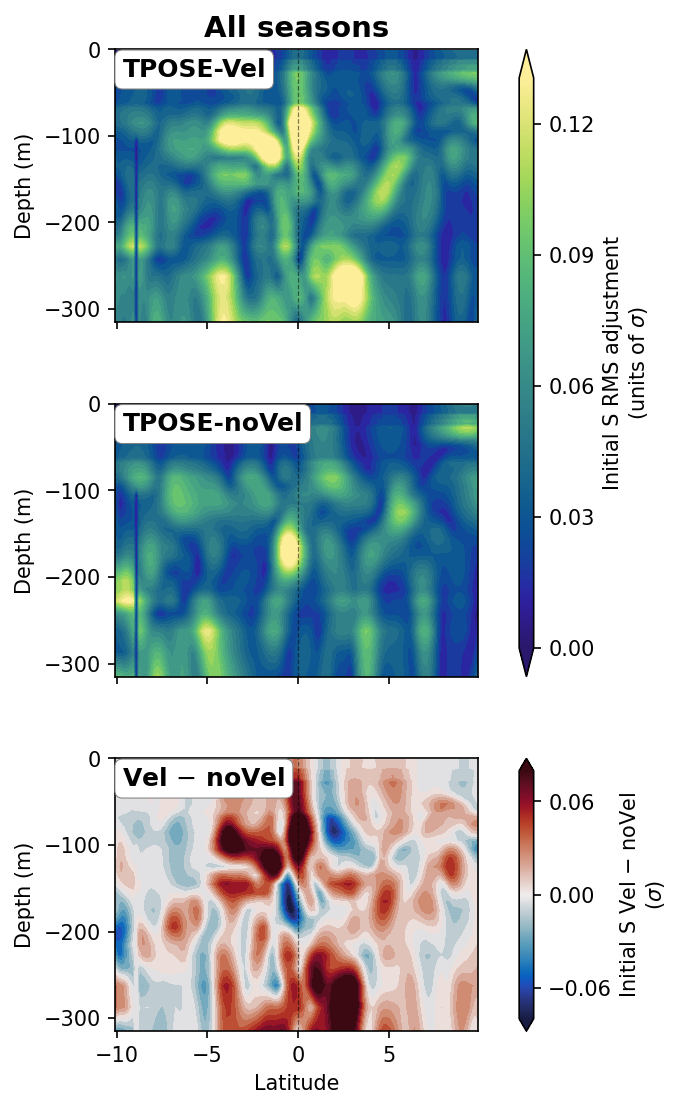 All seasons
TPOSE-Vel
0
−100
−200
−300
Depth (m)
TPOSE-noVel
0
−100
−200
−300
Depth (m)
0.12
0.09
0.06
0.03
0.00
Initial S RMS adjustment
(units of σ)
Vel − noVel
0
−100
−200
−300
Depth (m)
−10
−5
0
5
Latitude
0.06
0.00
−0.06
Initial S Vel − noVel
(σ)